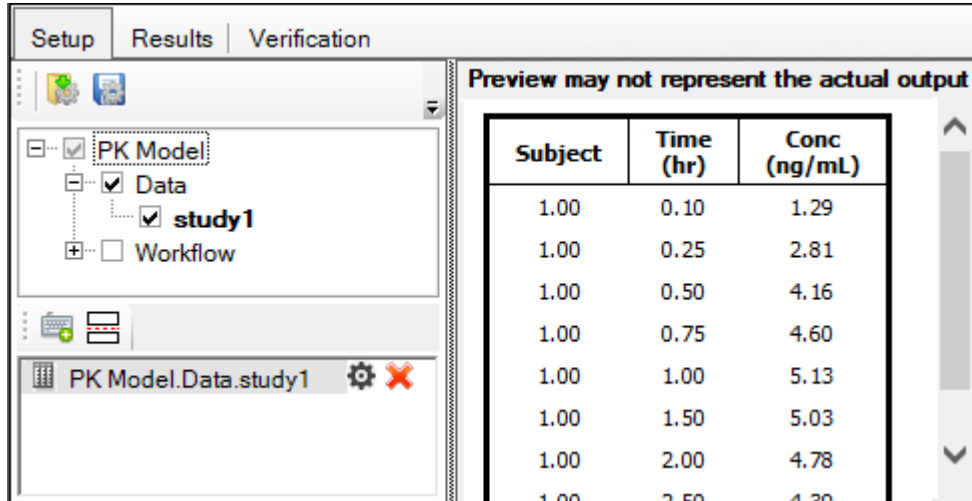 Setup Results Verification
Preview may not represent the actual output
PK Model
Data
study1
Workflow
PK Model.Data.study1
Subject Time (hr) Conc (ng/mL)
1.00 0.10 1.29
1.00 0.25 2.81
1.00 0.50 4.16
1.00 0.75 4.60
1.00 1.00 5.13
1.00 1.50 5.03
1.00 2.00 4.78